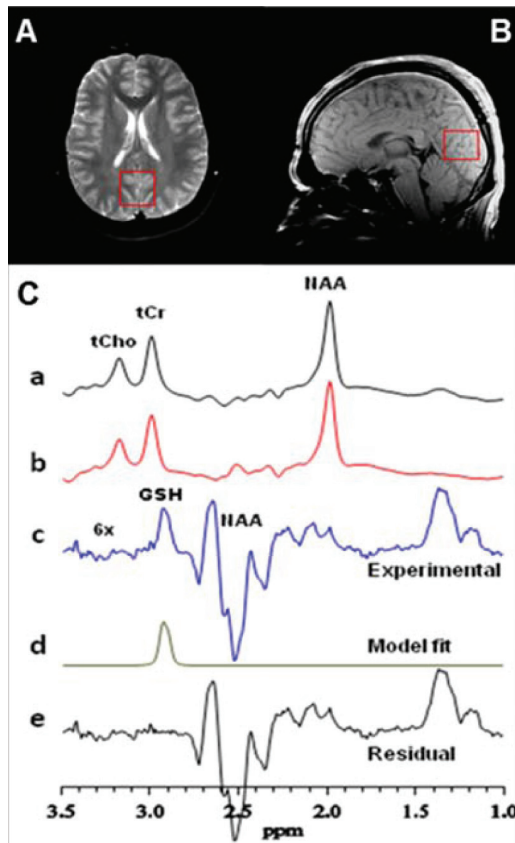 A
B
C
NAA
tCr
tCho
a
b
GSH
NAA
6x
c
Experimental
d
Model fit
e
Residual
3.5 3.0 2.5 2.0 1.5 1.0
ppm